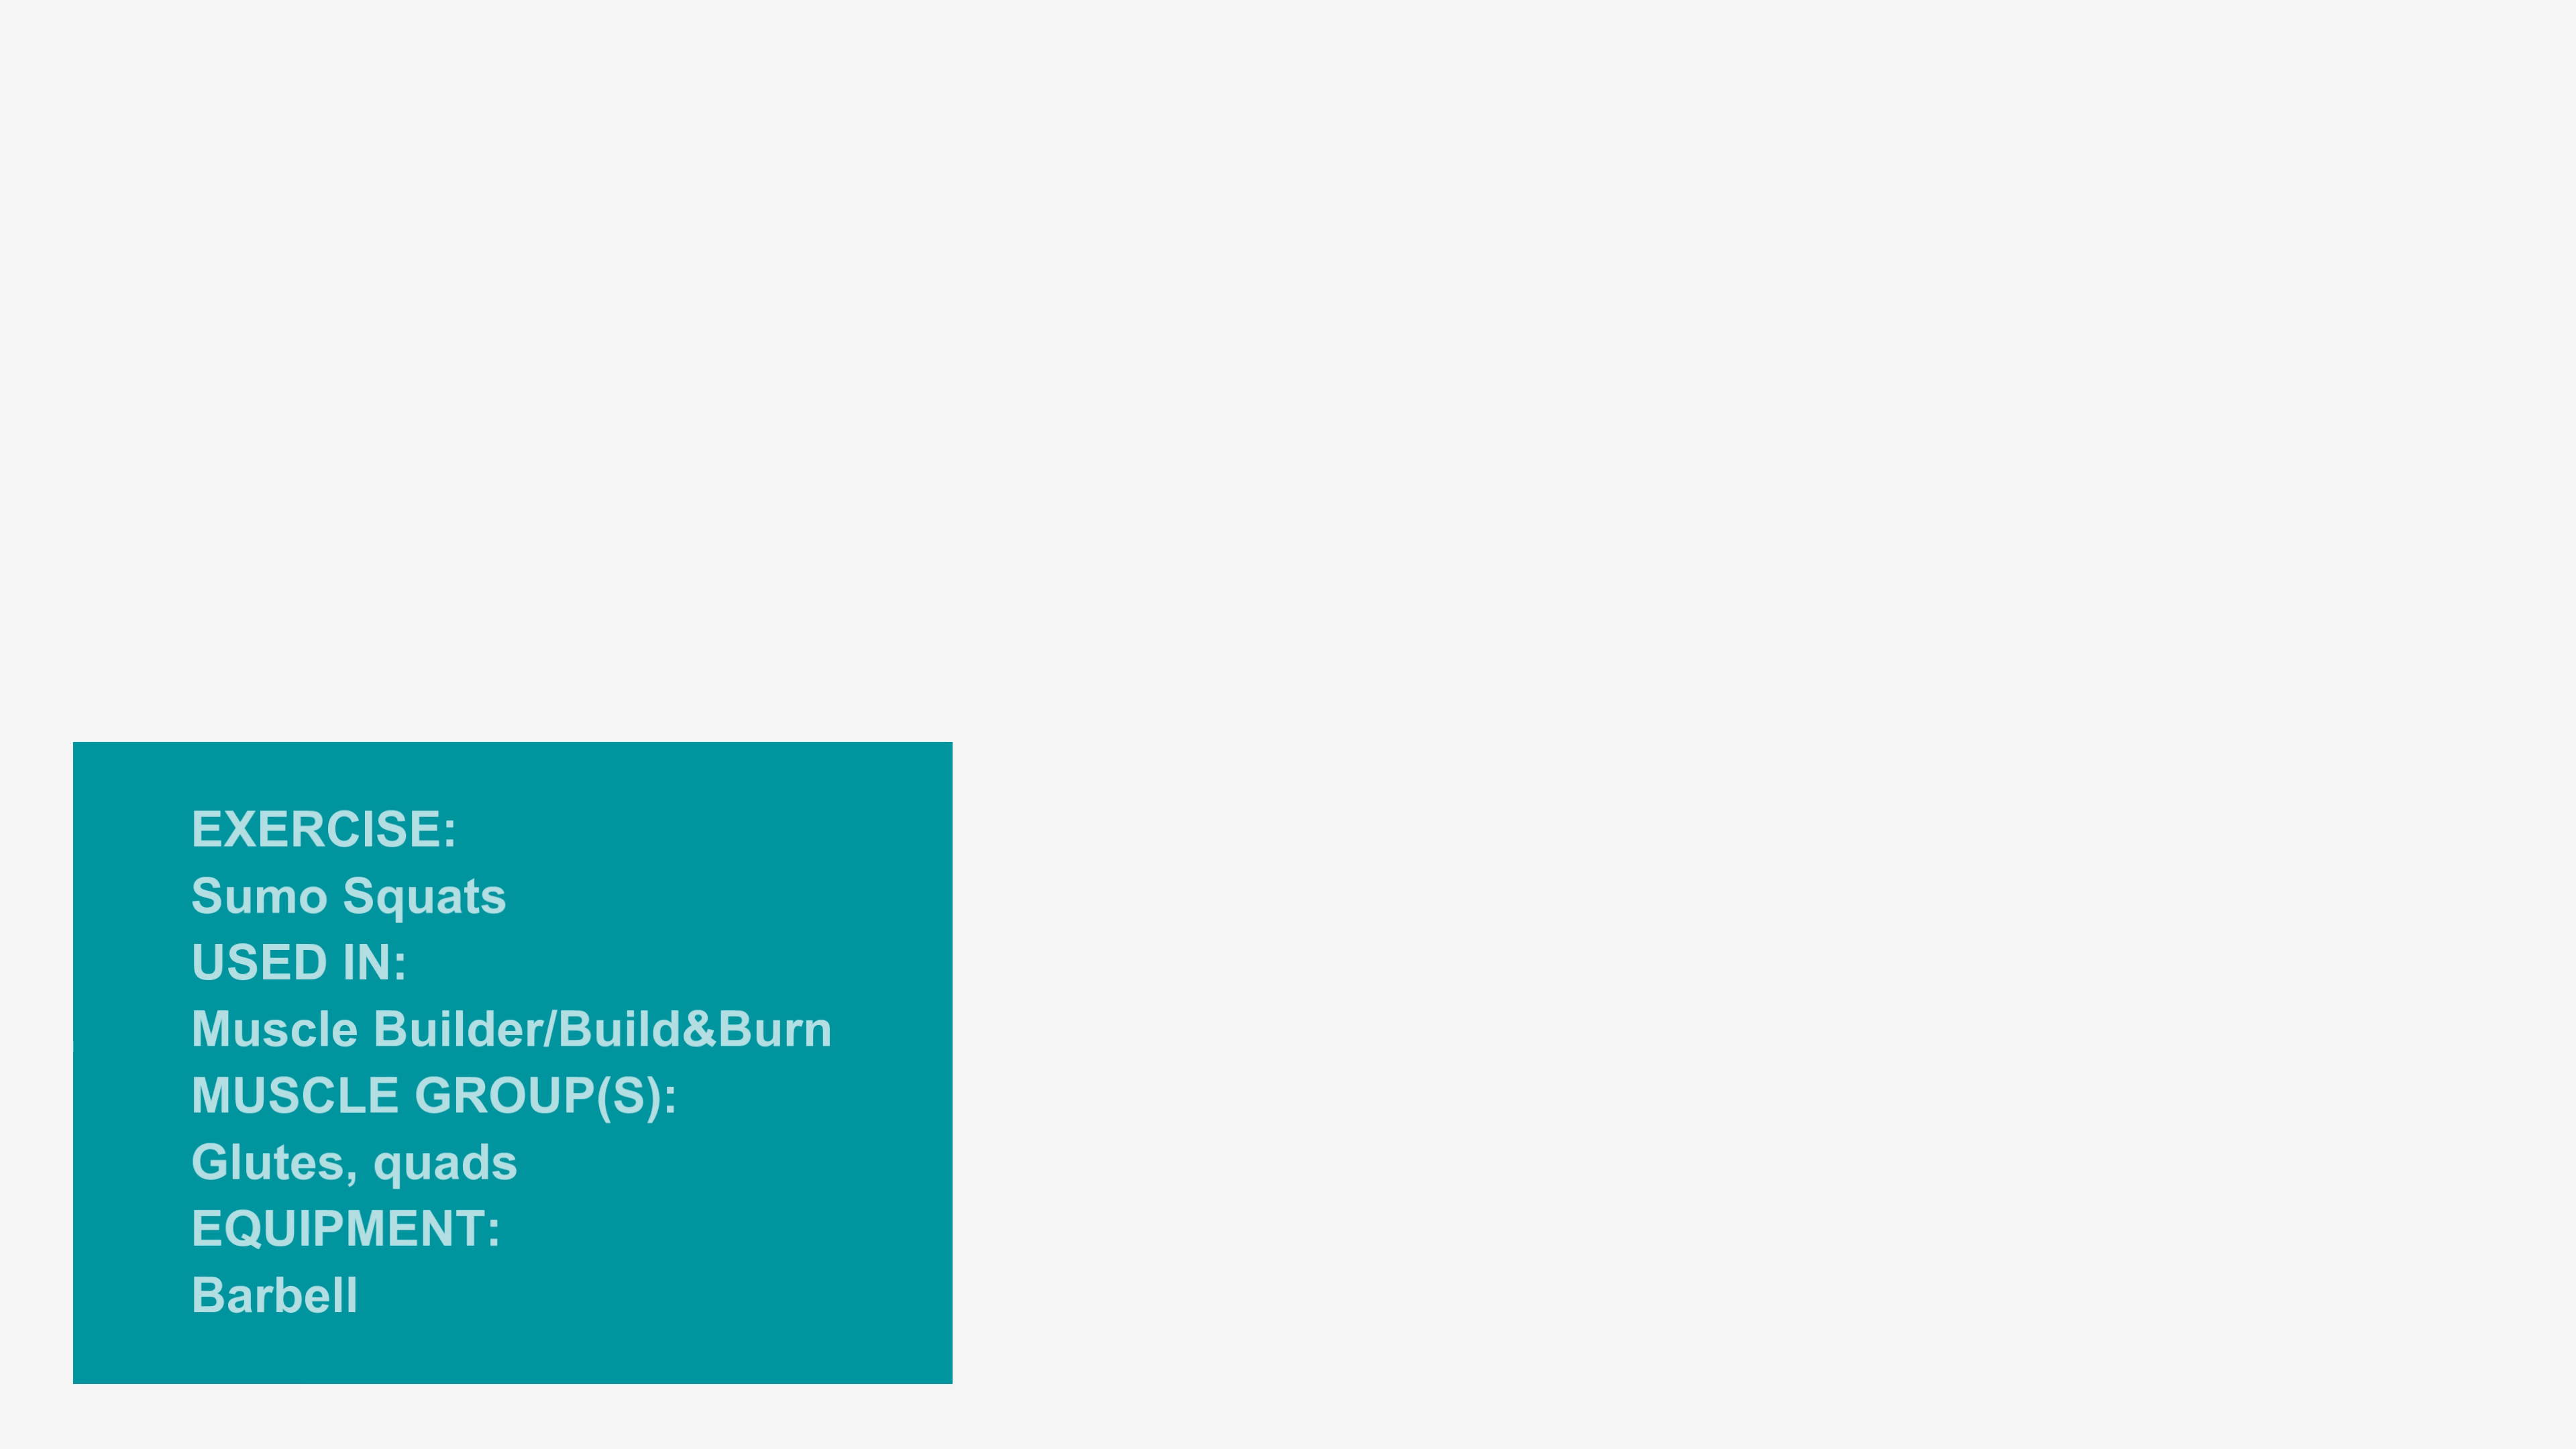 EXERCISE:
Sumo Squats
USED IN:
Muscle Builder/Build&Burn
MUSCLE GROUP(S):
Glutes, quads
EQUIPMENT:
Barbell